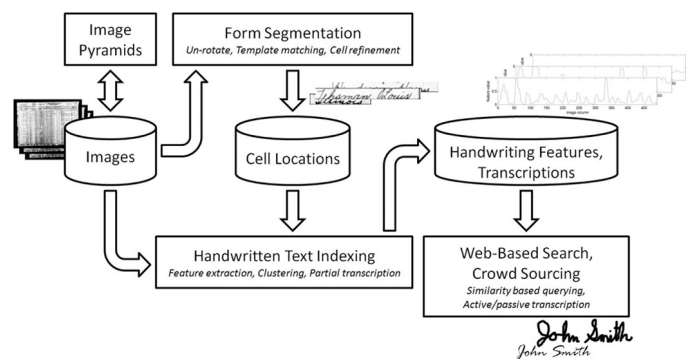 Image
Pyramids
Form Segmentation
Un-rotate, Template matching, Cell refinement
Images
Cell Locations
Handwriting Features,
Transcriptions
Handwritten Text Indexing
Feature extraction, Clustering, Partial transcription
Web-Based Search,
Crowd Sourcing
Similarity based querying,
Active/passive transcription
John Smith
John Smith